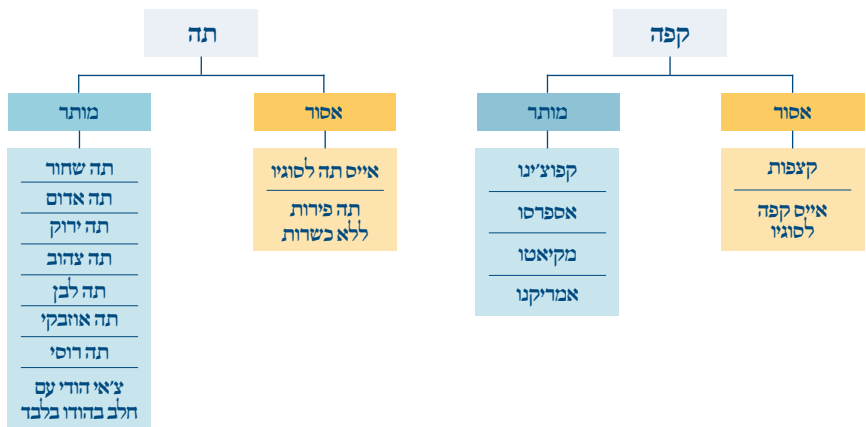 קפה
אסור
קצפות
אייס קפה
לסוגיו
מותר
קפוצ'ינו
אספרסו
מקיאטו
אמריקנו
תה
אסור
אייס תה לסוגיו
תה פירות
ללא כשרות
מותר
תה שחור
תה אדום
תה ירוק
תה צהוב
תה לבן
תה אוזבקי
תה רוסי
צ'אי הודי עם
חלב בהודו בלבד